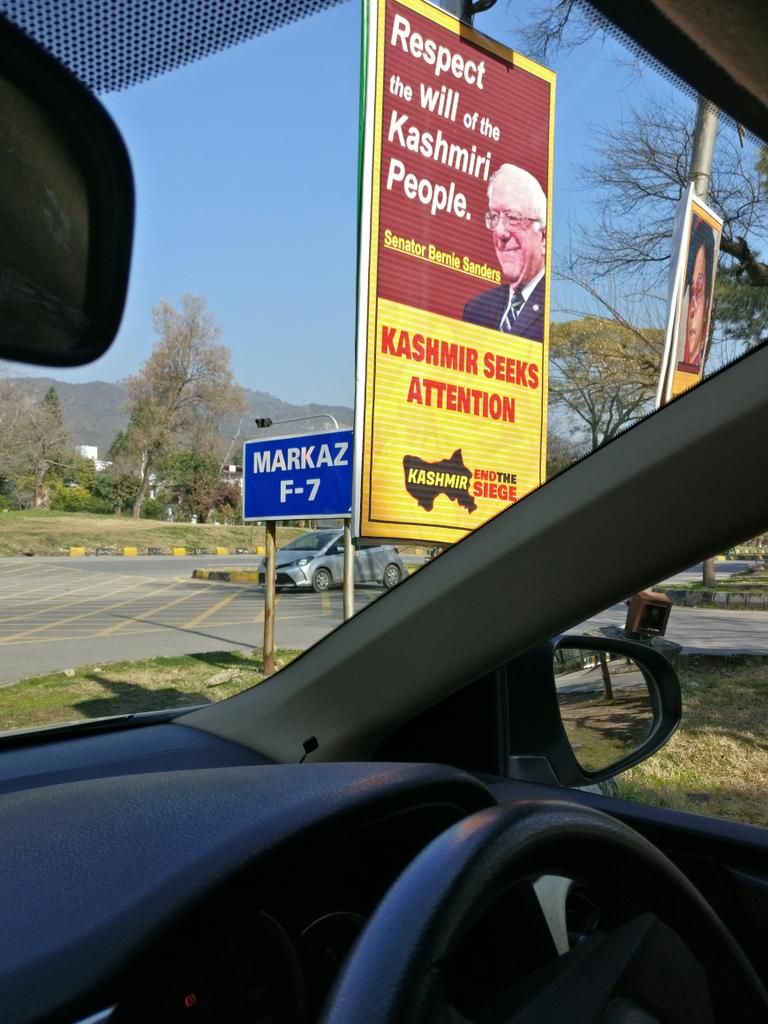 Respect
the will of the
Kashmiri
People.
Senator Bernie Sanders
KASHMIR SEEKS
ATTENTION
KASHMIR
END THE
SIEGE
MARKAZ
F-7